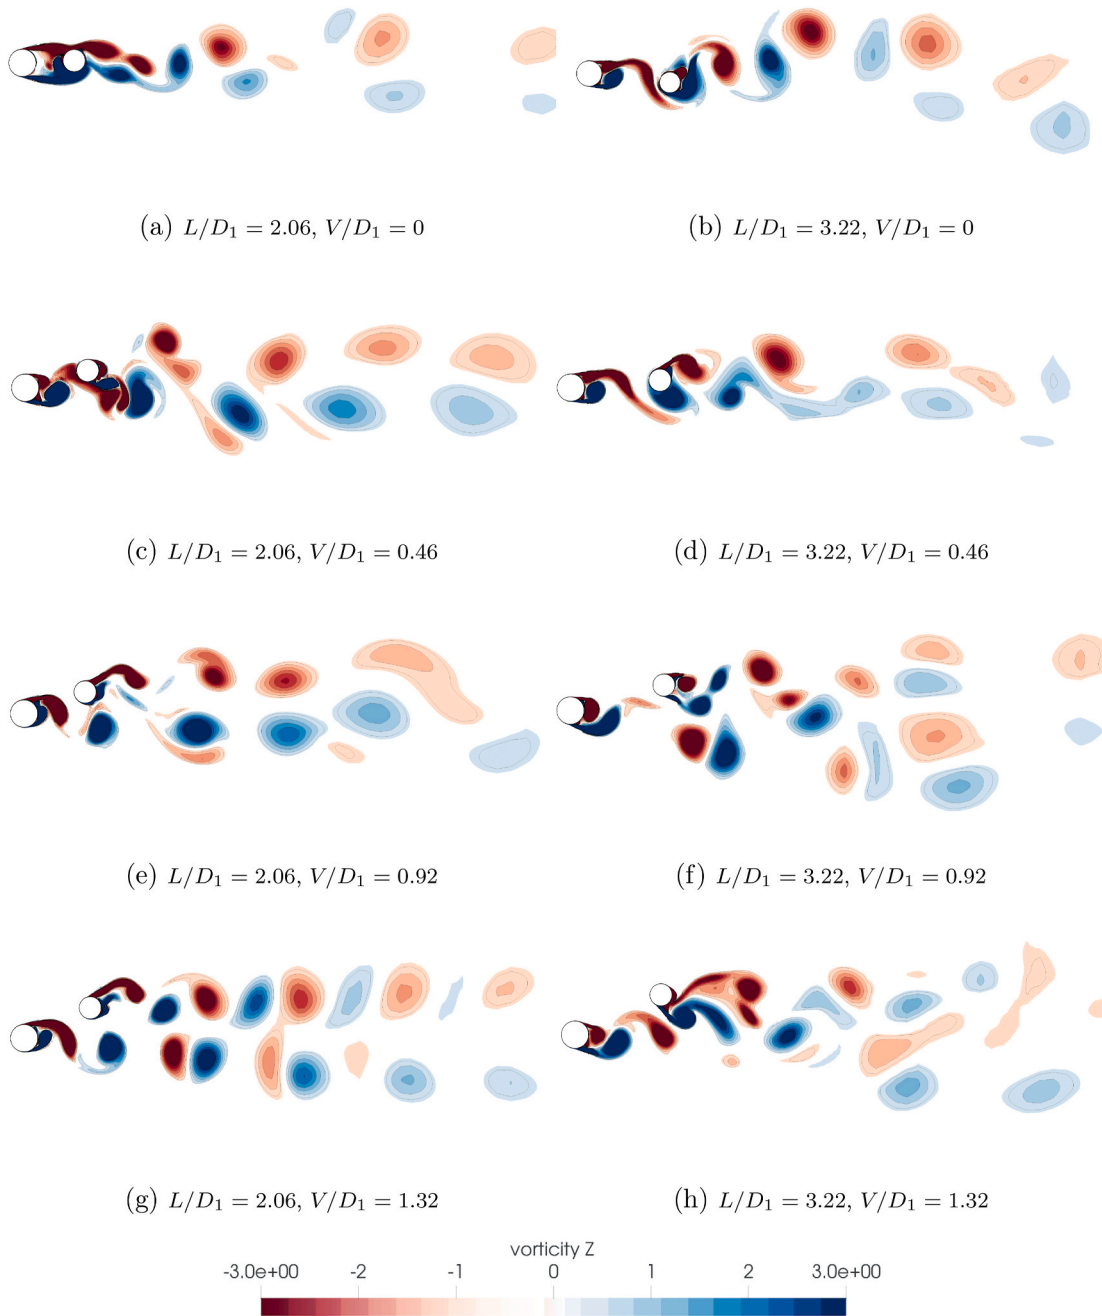 (a) L/D₁ = 2.06, V/D₁ = 0
(b) L/D₁ = 3.22, V/D₁ = 0
(c) L/D₁ = 2.06, V/D₁ = 0.46
(d) L/D₁ = 3.22, V/D₁ = 0.46
(e) L/D₁ = 2.06, V/D₁ = 0.92
(f) L/D₁ = 3.22, V/D₁ = 0.92
(g) L/D₁ = 2.06, V/D₁ = 1.32
(h) L/D₁ = 3.22, V/D₁ = 1.32
vorticity Z
-3.0e+00 -2 -1 0 1 2 3.0e+00